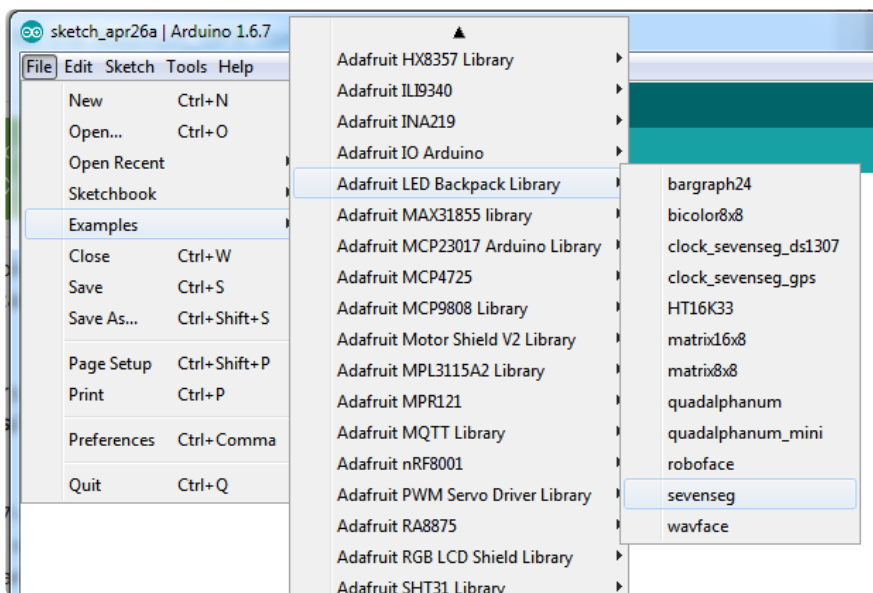 sketch_apr26a | Arduino 1.6.7
File Edit Sketch Tools Help
New Ctrl+N
Open... Ctrl+O
Open Recent
Sketchbook
Examples
Close Ctrl+W
Save Ctrl+S
Save As... Ctrl+Shift+S
Page Setup Ctrl+Shift+P
Print Ctrl+P
Preferences Ctrl+Comma
Quit Ctrl+Q
Adafruit HX8357 Library
Adafruit ILI9340
Adafruit INA219
Adafruit IO Arduino
Adafruit LED Backpack Library
Adafruit MAX31855 library
Adafruit MCP23017 Arduino Library
Adafruit MCP4725
Adafruit MCP9808 Library
Adafruit Motor Shield V2 Library
Adafruit MPL3115A2 Library
Adafruit MPR121
Adafruit MQTT Library
Adafruit nRF8001
Adafruit PWM Servo Driver Library
Adafruit RA8875
Adafruit RGB LCD Shield Library
Adafruit SHT31 Library
bargraph24
bicolor8x8
clock_sevenseg_ds1307
clock_sevenseg_gps
HT16K33
matrix16x8
matrix8x8
quadalphanum
quadalphanum_mini
roboface
sevenseg
wavface